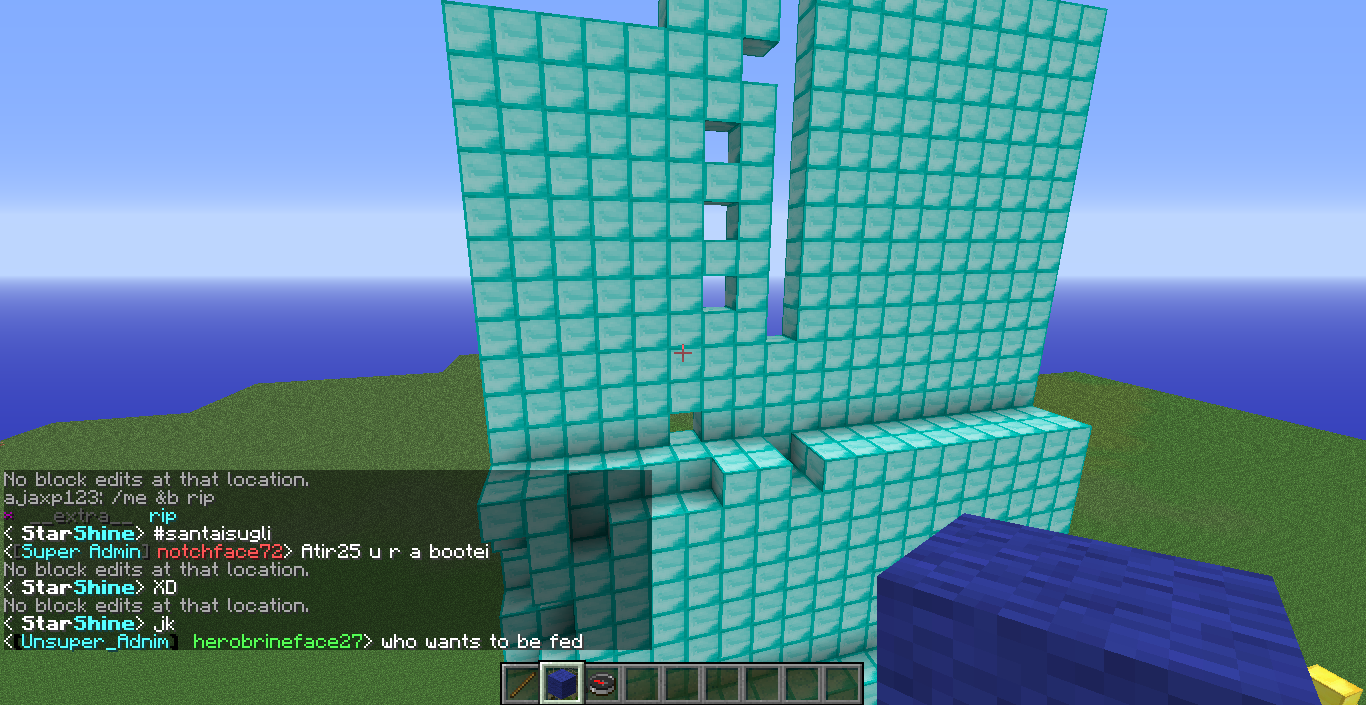 No block edits at that location.
ajaxp123: /me &b rip
* __extra__ rip
< StarShine> #santaisugli
<[Super Admin] notchface72> Atir25 u r a bootei
No block edits at that location.
< StarShine> XD
No block edits at that location.
< StarShine> jk
<[Unsuper_Adnim] herobrineface27> who wants to be fed